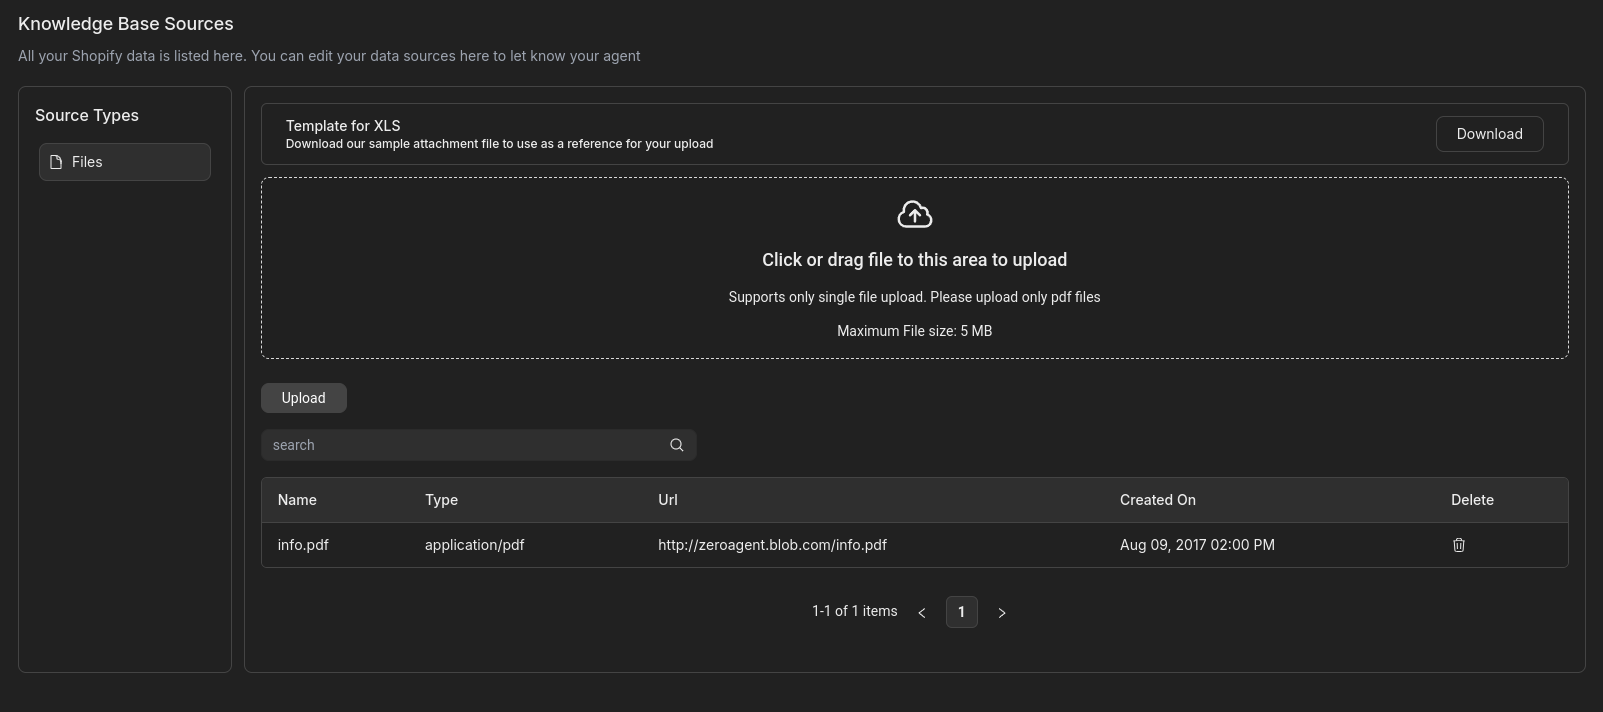 Knowledge Base Sources
All your Shopify data is listed here. You can edit your data sources here to let know your agent
Source Types
Files
Template for XLS
Download our sample attachment file to use as a reference for your upload
Download
Click or drag file to this area to upload
Supports only single file upload. Please upload only pdf files
Maximum File size: 5 MB
Upload
search
Name Type Url Created On Delete
info.pdf application/pdf http://zeroagent.blob.com/info.pdf Aug 09, 2017 02:00 PM
1-1 of 1 items < 1 >